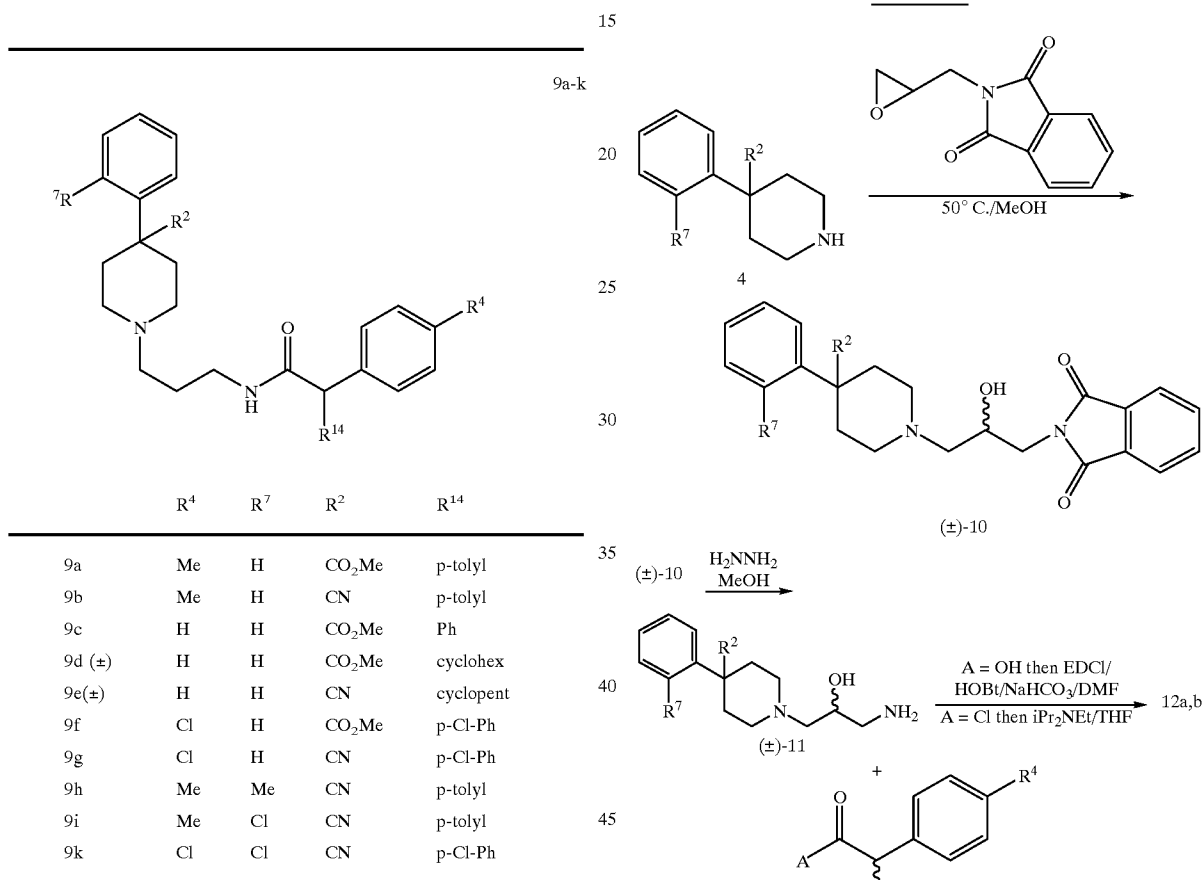 9a-k
⁷R
R²
N
O
N
H
R¹⁴
R⁴
R⁴ R⁷ R² R¹⁴
9a Me H CO₂Me p-tolyl
9b Me H CN p-tolyl
9c H H CO₂Me Ph
9d (±) H H CO₂Me cyclohex
9e(±) H H CN cyclopent
9f Cl H CO₂Me p-Cl-Ph
9g Cl H CN p-Cl-Ph
9h Me Me CN p-tolyl
9i Me Cl CN p-tolyl
9k Cl Cl CN p-Cl-Ph
15
20
25
30
35
40
45
R²
R⁷
NH
4
O
N
O
O
50° C./MeOH
R²
R⁷
N
OH
N
O
O
(±)-10
(±)-10
H₂NNH₂
MeOH
R²
R⁷
N
OH
NH₂
(±)-11
A = OH then EDCl/
HOBt/NaHCO₃/DMF
A = Cl then iPr₂NEt/THF
12a,b
+
O
A
R⁴